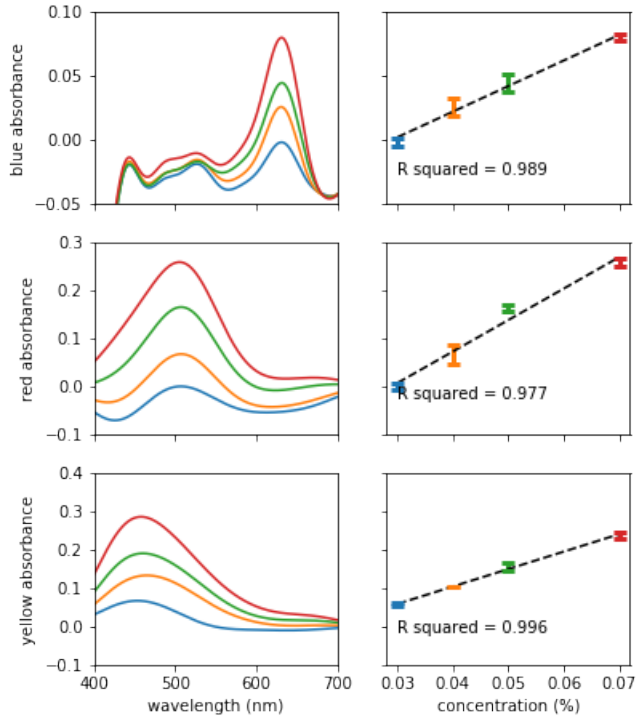 0.10
0.05
0.00
−0.05
blue absorbance
R squared = 0.989
0.3
0.2
0.1
0.0
−0.1
red absorbance
R squared = 0.977
0.4
0.3
0.2
0.1
0.0
−0.1
yellow absorbance
R squared = 0.996
400 500 600 700
0.03 0.04 0.05 0.06 0.07
wavelength (nm)
concentration (%)